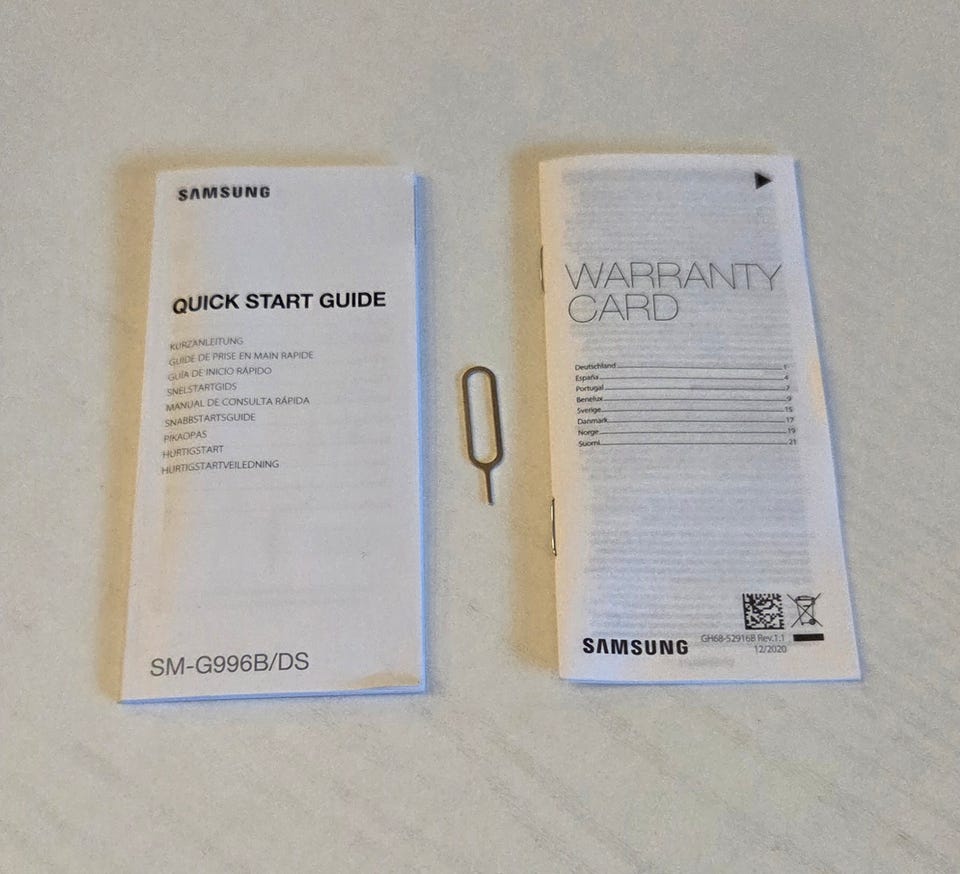 SAMSUNG
QUICK START GUIDE
KURZANLEITUNG
GUIDE DE PRISE EN MAIN RAPIDE
GUÍA DE INICIO RÁPIDO
SNELSTARTGIDS
MANUAL DE CONSULTA RÁPIDA
SNABBSTARTSGUIDE
PIKAOPAS
HURTIGSTART
HURTIGSTARTVEILEDNING
SM-G996B/DS
WARRANTY
CARD
Deutschland 1
España 4
Portugal 7
Benelux 9
Sverige 15
Danmark 17
Norge 19
Suomi 21
SAMSUNG
GH68-52916B Rev.1.1
12/2020